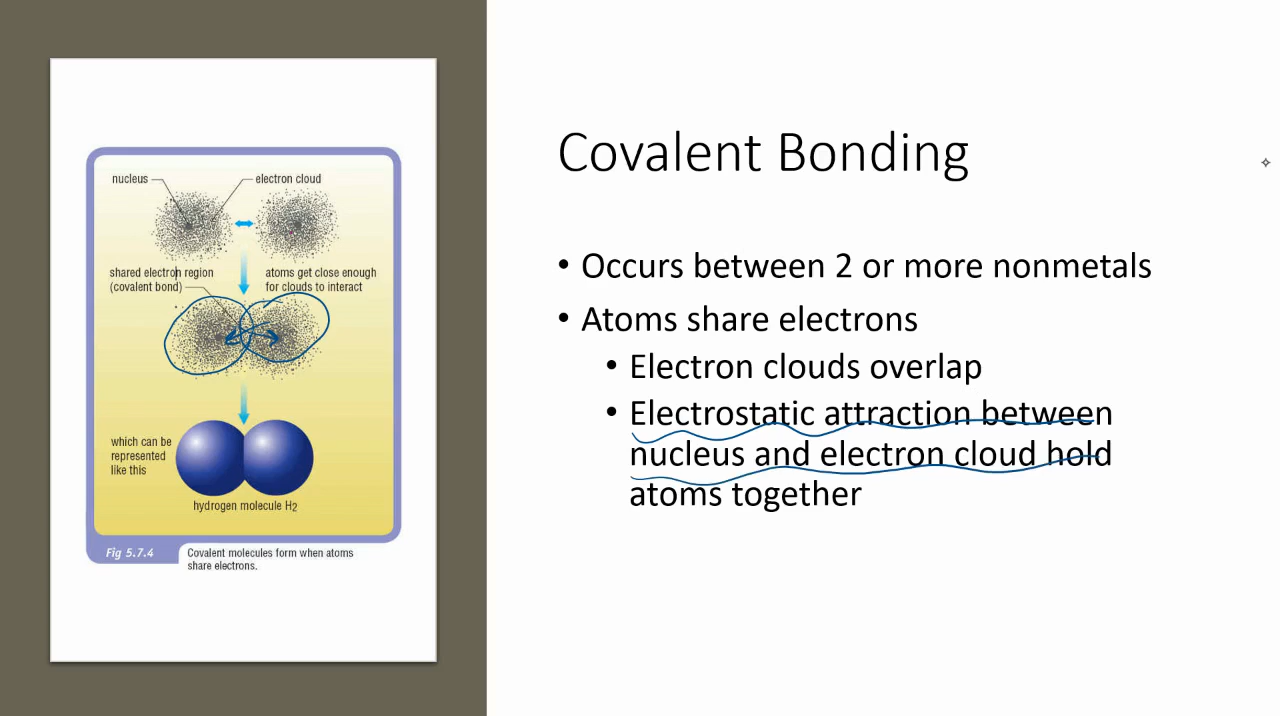 nucleus
electron cloud
shared electron region
(covalent bond)
atoms get close enough
for clouds to interact
which can be
represented
like this
hydrogen molecule H2
Fig 5.7.4
Covalent molecules form when atoms
share electrons.
Covalent Bonding
• Occurs between 2 or more nonmetals
• Atoms share electrons
• Electron clouds overlap
• Electrostatic attraction between
nucleus and electron cloud hold
atoms together